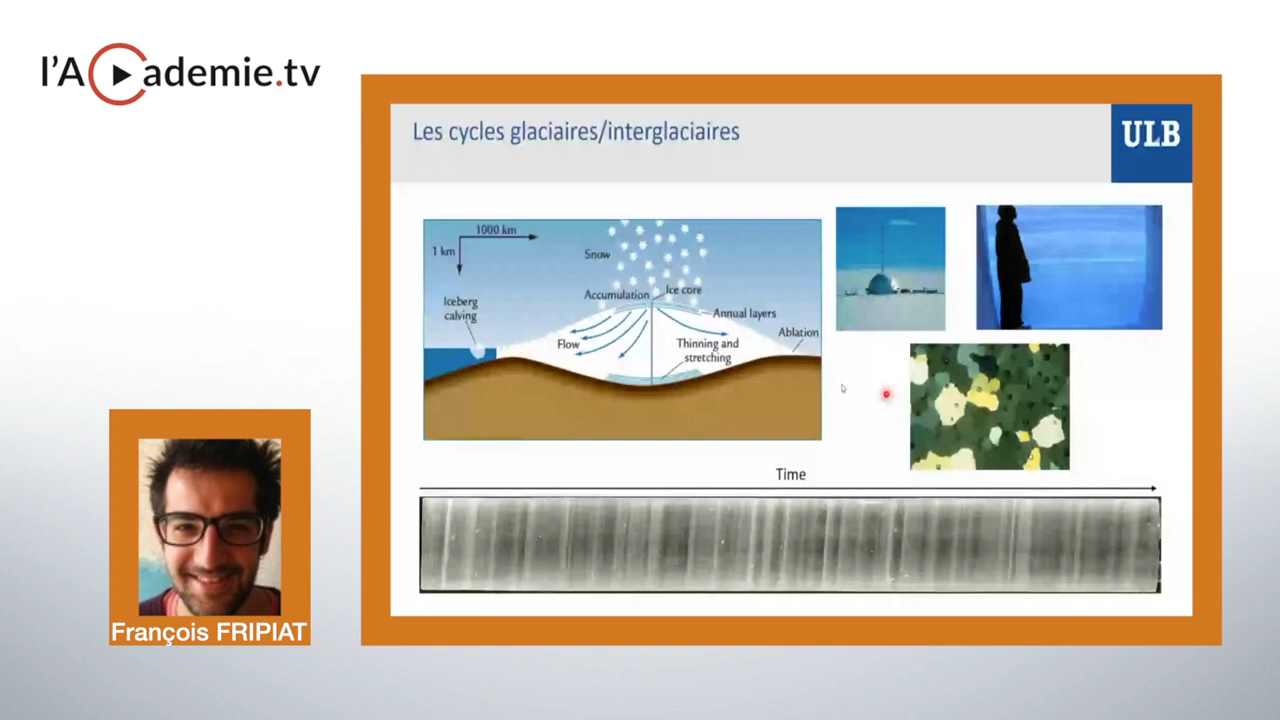 l'Academie.tv
Les cycles glaciaires/interglaciaires
ULB
1000 km
1 km
Snow
Iceberg
calving
Accumulation
Ice core
Annual layers
Flow
Thinning and
stretching
Ablation
Time
François FRIPIAT